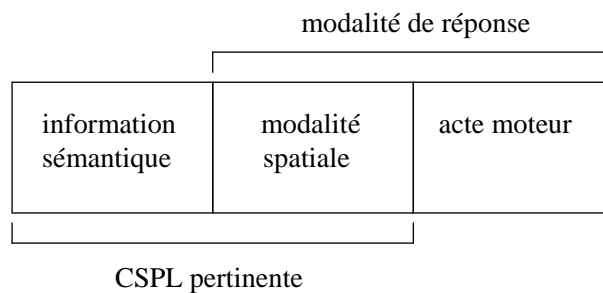 modalité de réponse
information
sémantique
modalité
spatiale
acte moteur
CSPL pertinente